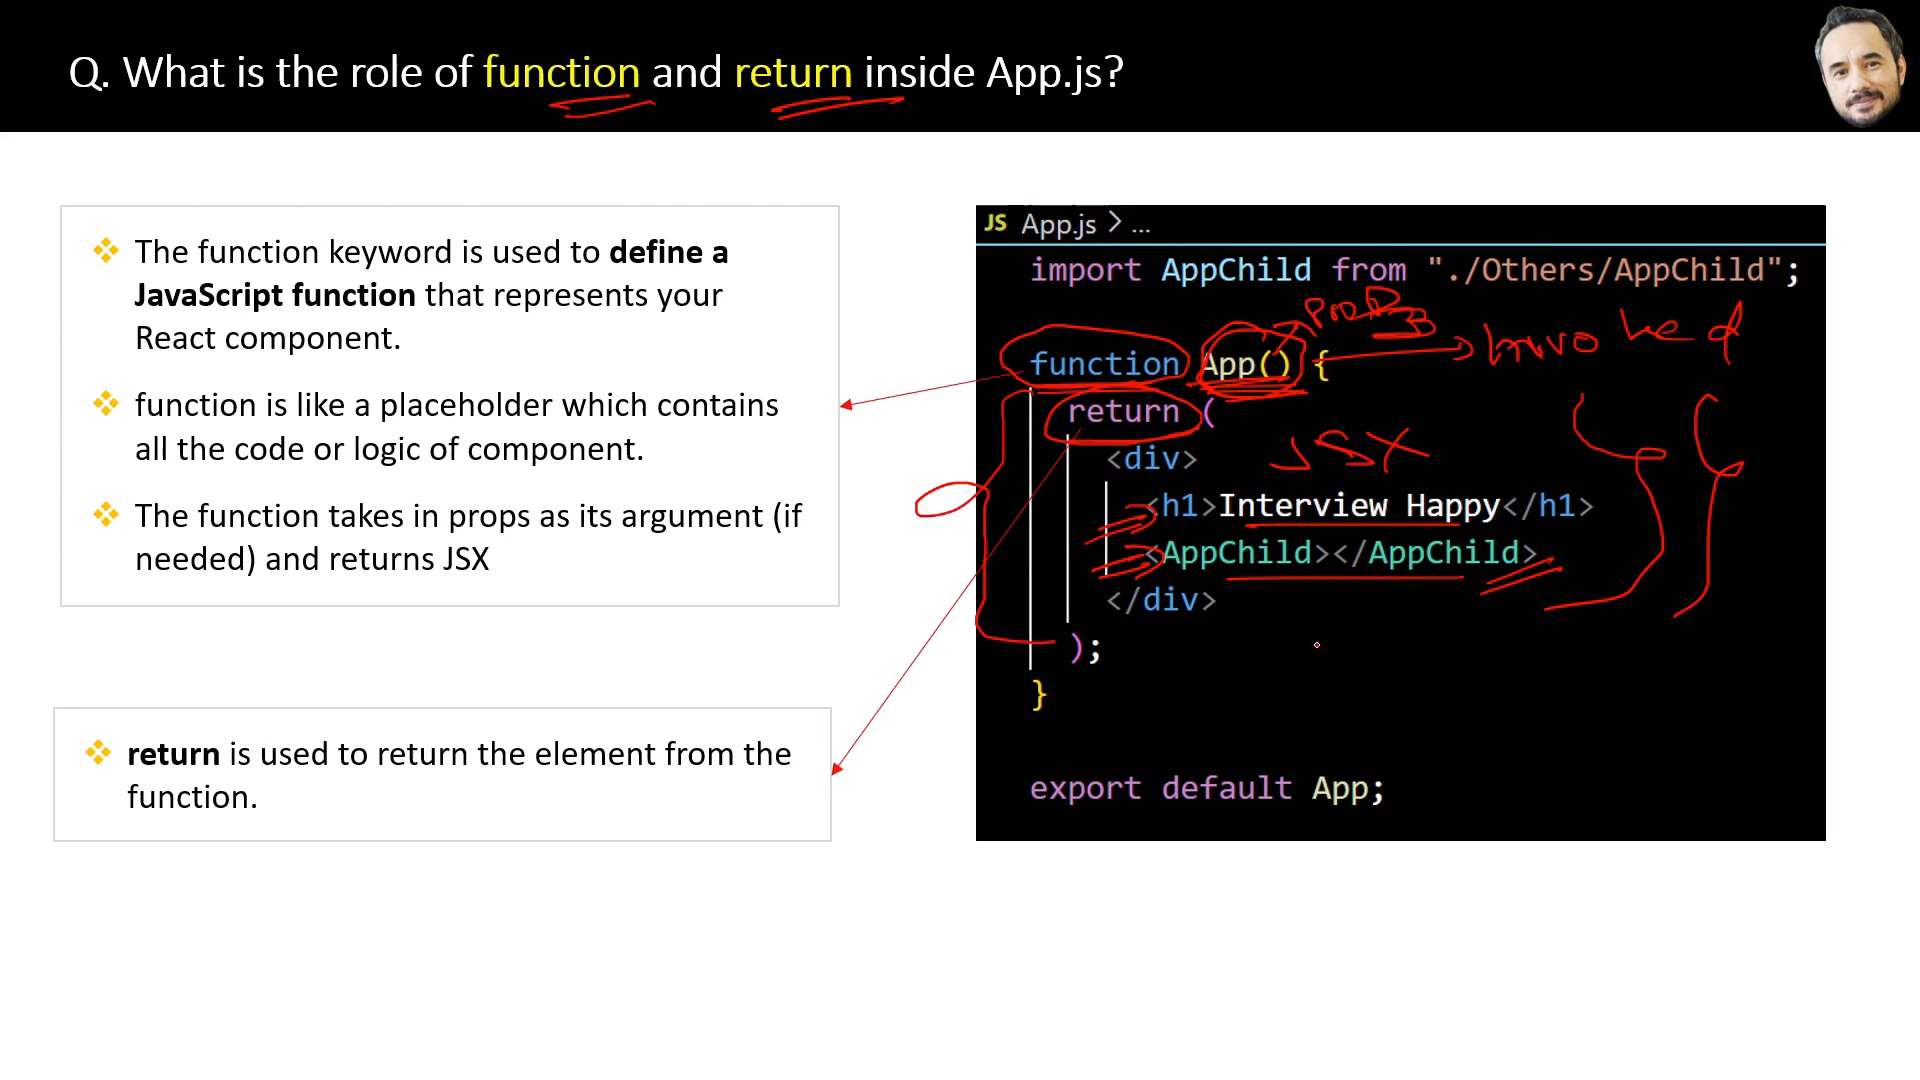 Q. What is the role of function and return inside App.js?
The function keyword is used to define a
JavaScript function that represents your
React component.
function is like a placeholder which contains
all the code or logic of component.
The function takes in props as its argument (if
needed) and returns JSX
return is used to return the element from the
function.
JS App.js > ...
import AppChild from "./Others/AppChild";
Props
Invoked
function App() {
return (
<div>
JSX
<h1>Interview Happy</h1>
<AppChild></AppChild>
</div>
);
}
export default App;